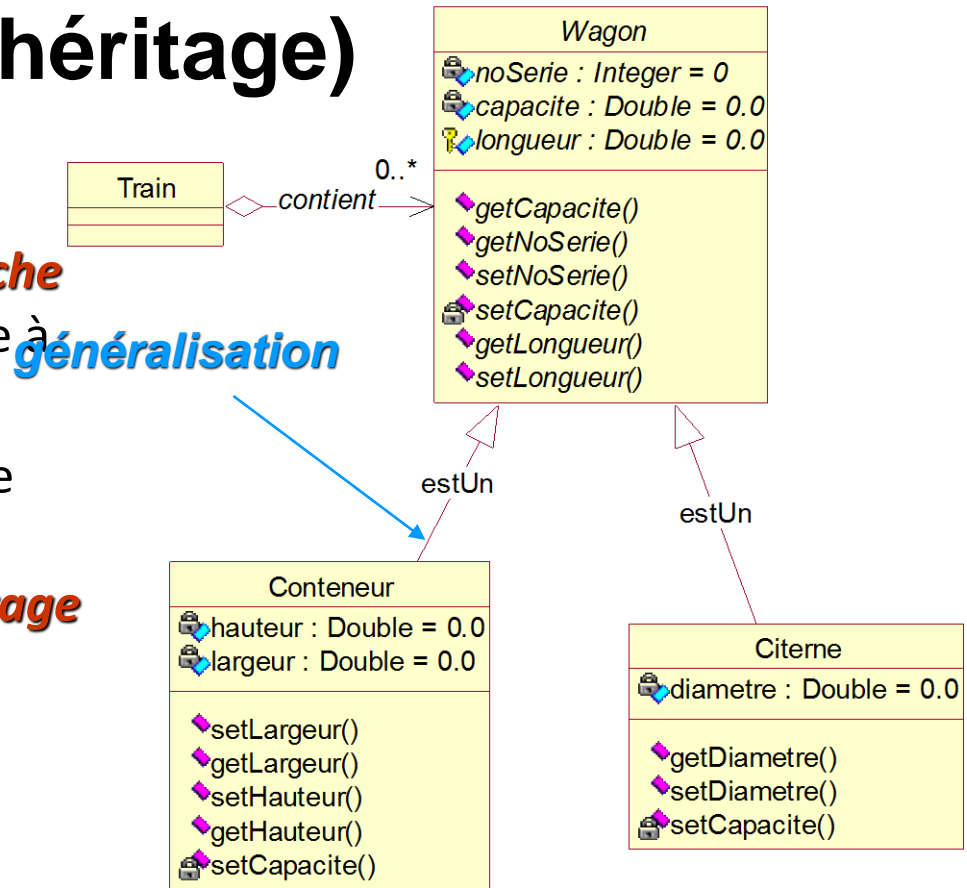 héritage)
Wagon
noSerie : Integer = 0
capacite : Double = 0.0
longueur : Double = 0.0
getCapacite()
getNoSerie()
setNoSerie()
setCapacite()
getLongueur()
setLongueur()
Train
contient
0..*
che
e à
généralisation
e
age
estUn
estUn
Conteneur
hauteur : Double = 0.0
largeur : Double = 0.0
setLargeur()
getLargeur()
setHauteur()
getHauteur()
setCapacite()
Citerne
diametre : Double = 0.0
getDiametre()
setDiametre()
setCapacite()